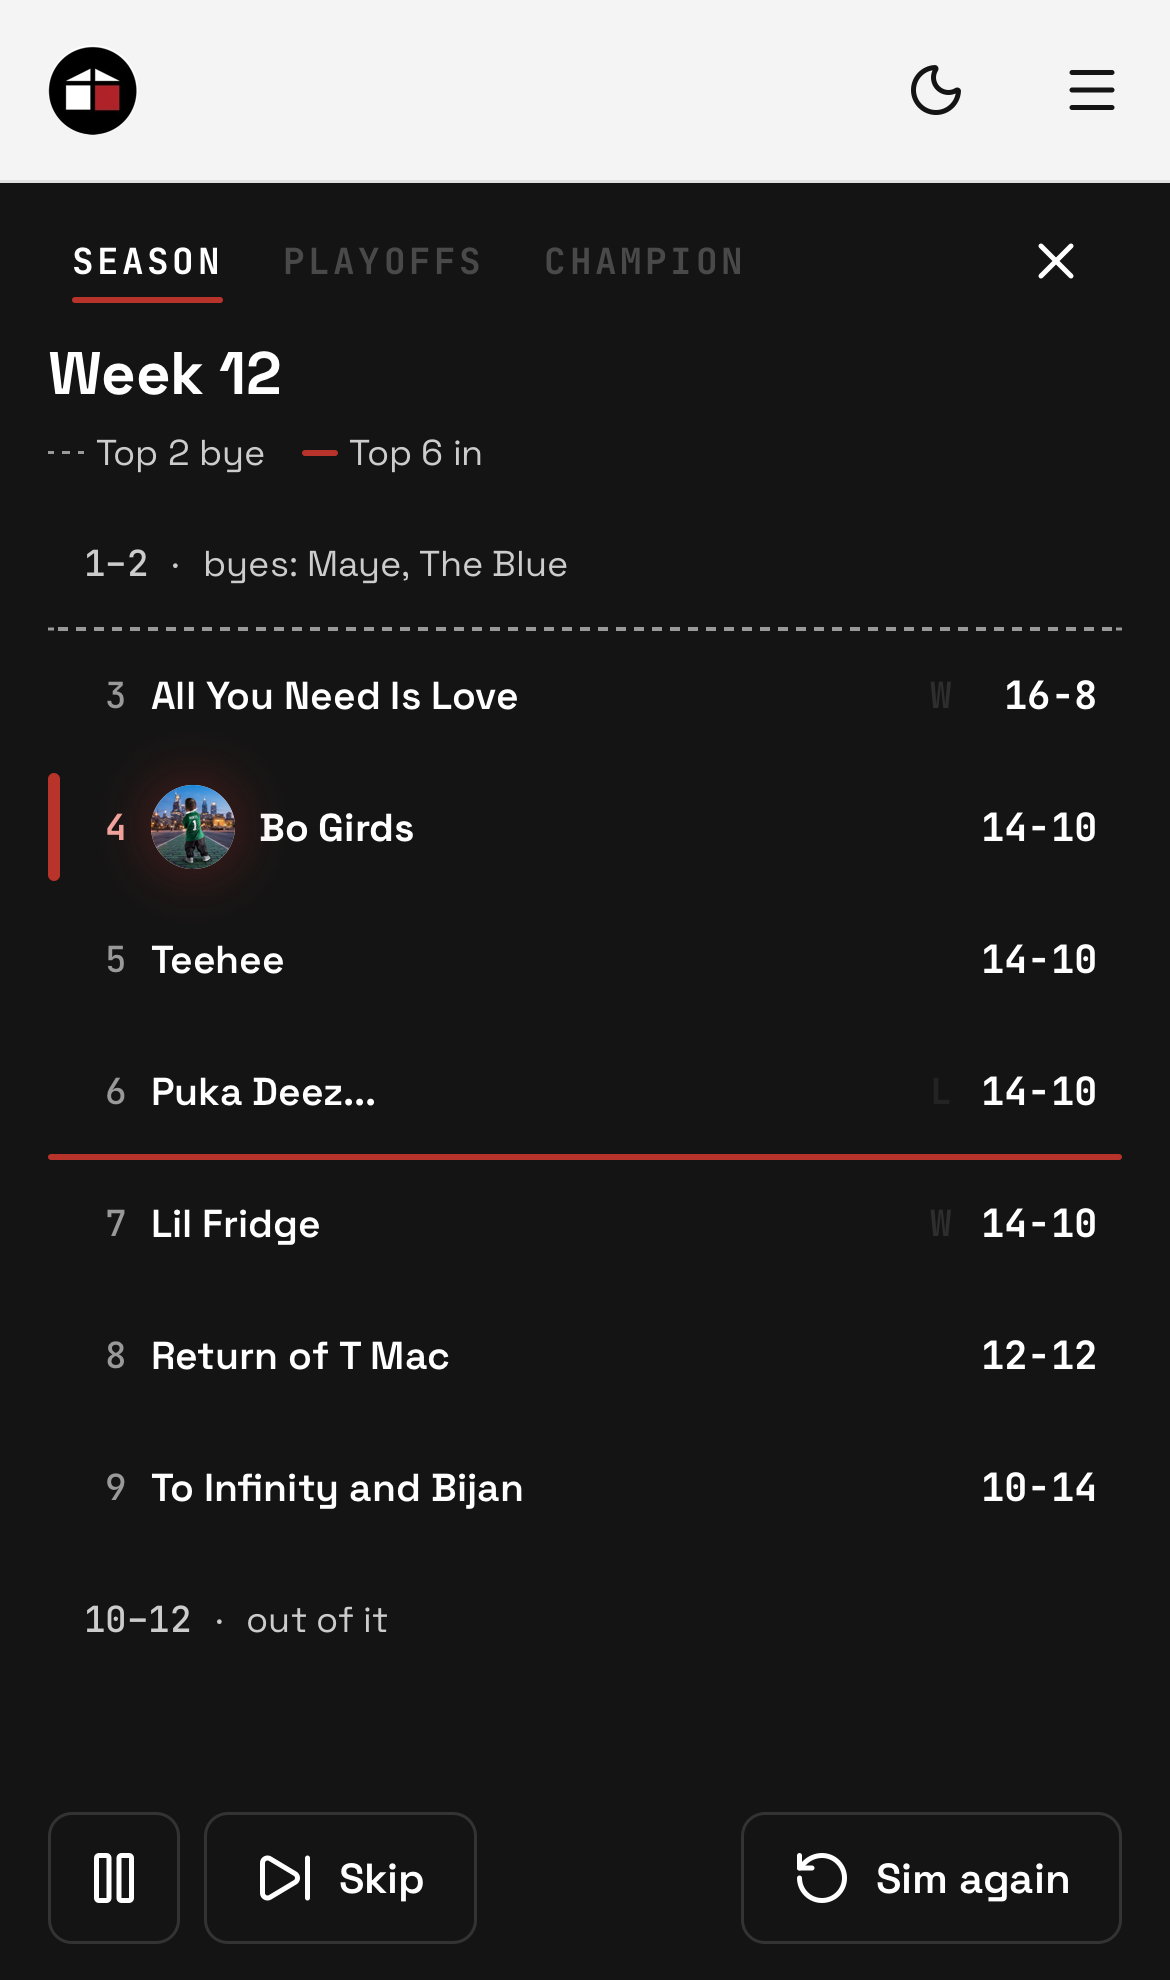 SEASON PLAYOFFS CHAMPION
Week 12
Top 2 bye Top 6 in
1–2 · byes: Maye, The Blue
3 All You Need Is Love W 16-8
4 Bo Girds 14-10
5 Teehee 14-10
6 Puka Deez... L 14-10
7 Lil Fridge W 14-10
8 Return of T Mac 12-12
9 To Infinity and Bijan 10-14
10–12 · out of it
Skip Sim again